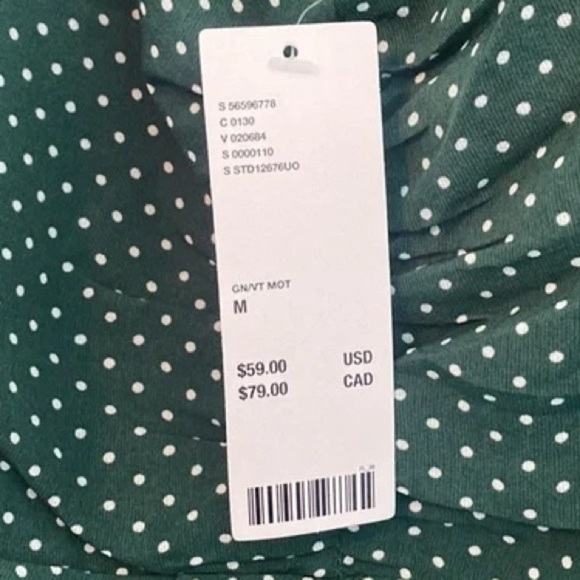 S 56596778
C 0130
V 020684
S 0000110
S STD12676UO
GN/VT MOT
M
$59.00 USD
$79.00 CAD